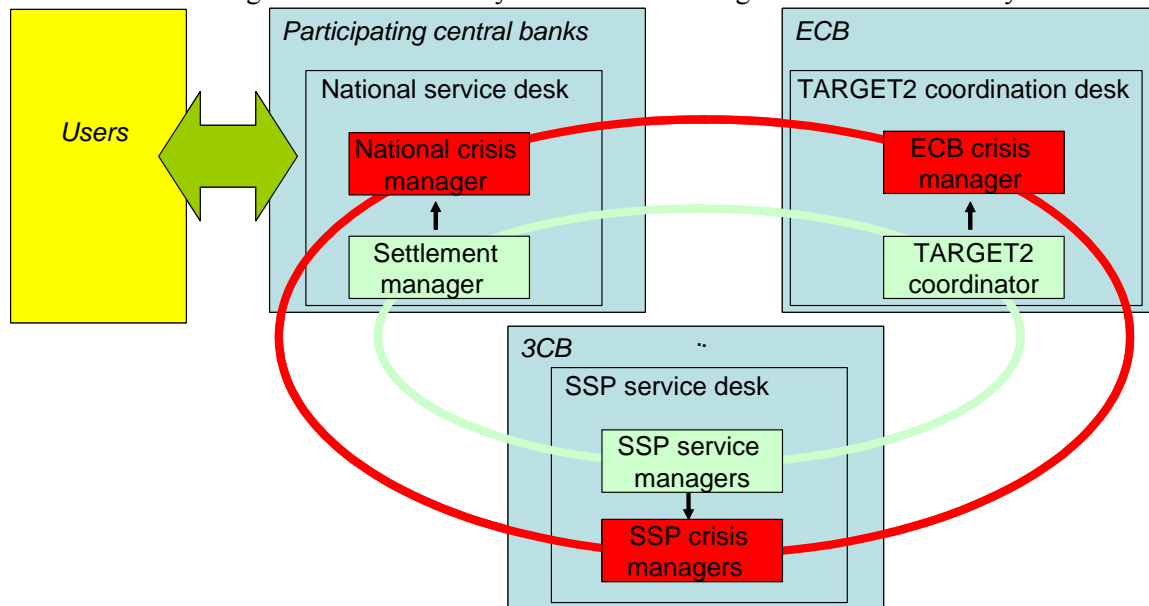 Participating central banks
ECB
National service desk
TARGET2 coordination desk
Users
National crisis
manager
ECB crisis
manager
Settlement
manager
TARGET2
coordinator
3CB
¨
SSP service desk
SSP service
managers
SSP crisis
managers